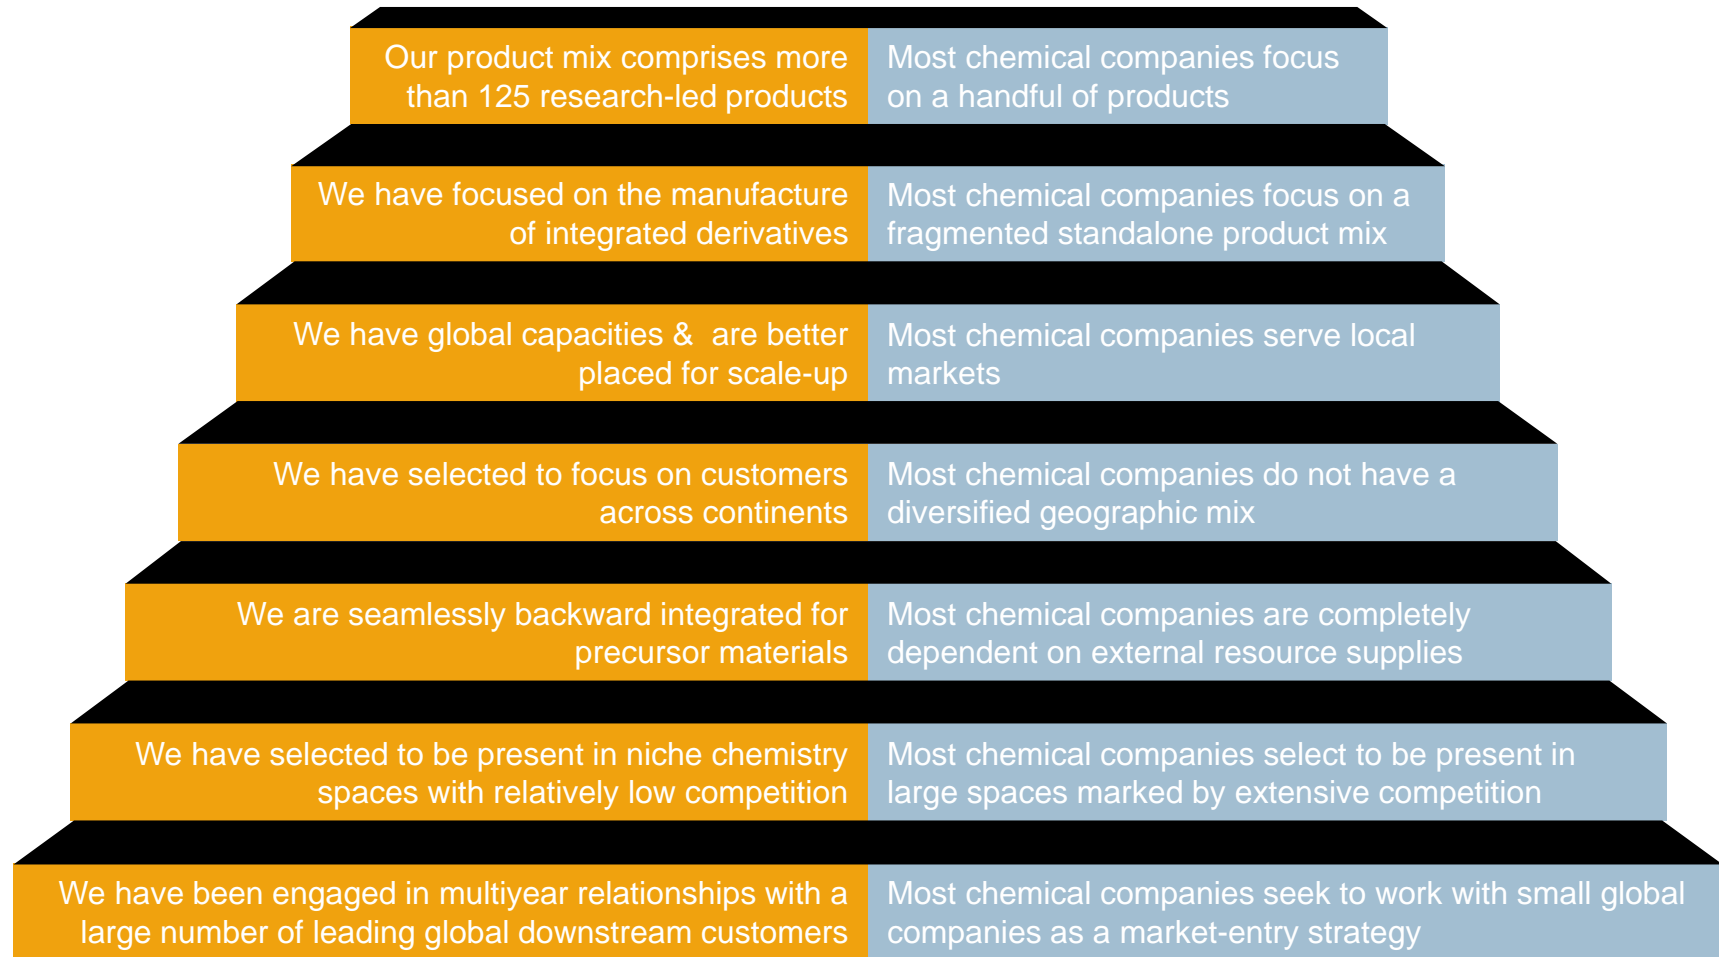 Our product mix comprises more
than 125 research-led products
Most chemical companies focus
on a handful of products
We have focused on the manufacture
of integrated derivatives
Most chemical companies focus on a
fragmented standalone product mix
We have global capacities &  are better
placed for scale-up
Most chemical companies serve local
markets
We have selected to focus on customers
across continents
Most chemical companies do not have a
diversified geographic mix
We are seamlessly backward integrated for
precursor materials
Most chemical companies are completely
dependent on external resource supplies
We have selected to be present in niche chemistry
spaces with relatively low competition
Most chemical companies select to be present in
large spaces marked by extensive competition
We have been engaged in multiyear relationships with a
large number of leading global downstream customers
Most chemical companies seek to work with small global
companies as a market-entry strategy